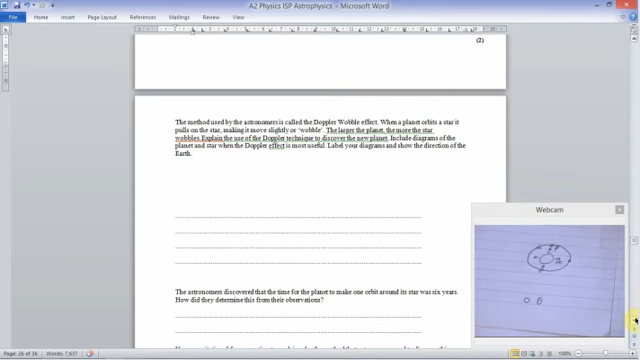 A2 Physics ISP Astrophysics - Microsoft Word
File Home Insert Page Layout References Mailings Review View
(2)
The method used by the astronomers is called the Doppler Wobble effect. When a planet orbits a star it
pulls on the star, making it move slightly or 'wobble'. The larger the planet, the more the star
wobbles. Explain the use of the Doppler technique to discover the new planet. Include diagrams of the
planet and star when the Doppler effect is most useful. Label your diagrams and show the direction of the
Earth.
Webcam
The astronomers discovered that the time for the planet to make one orbit around its star was six years.
How did they determine this from their observations?
Page: 26 of 36 Words: 7,637 100%